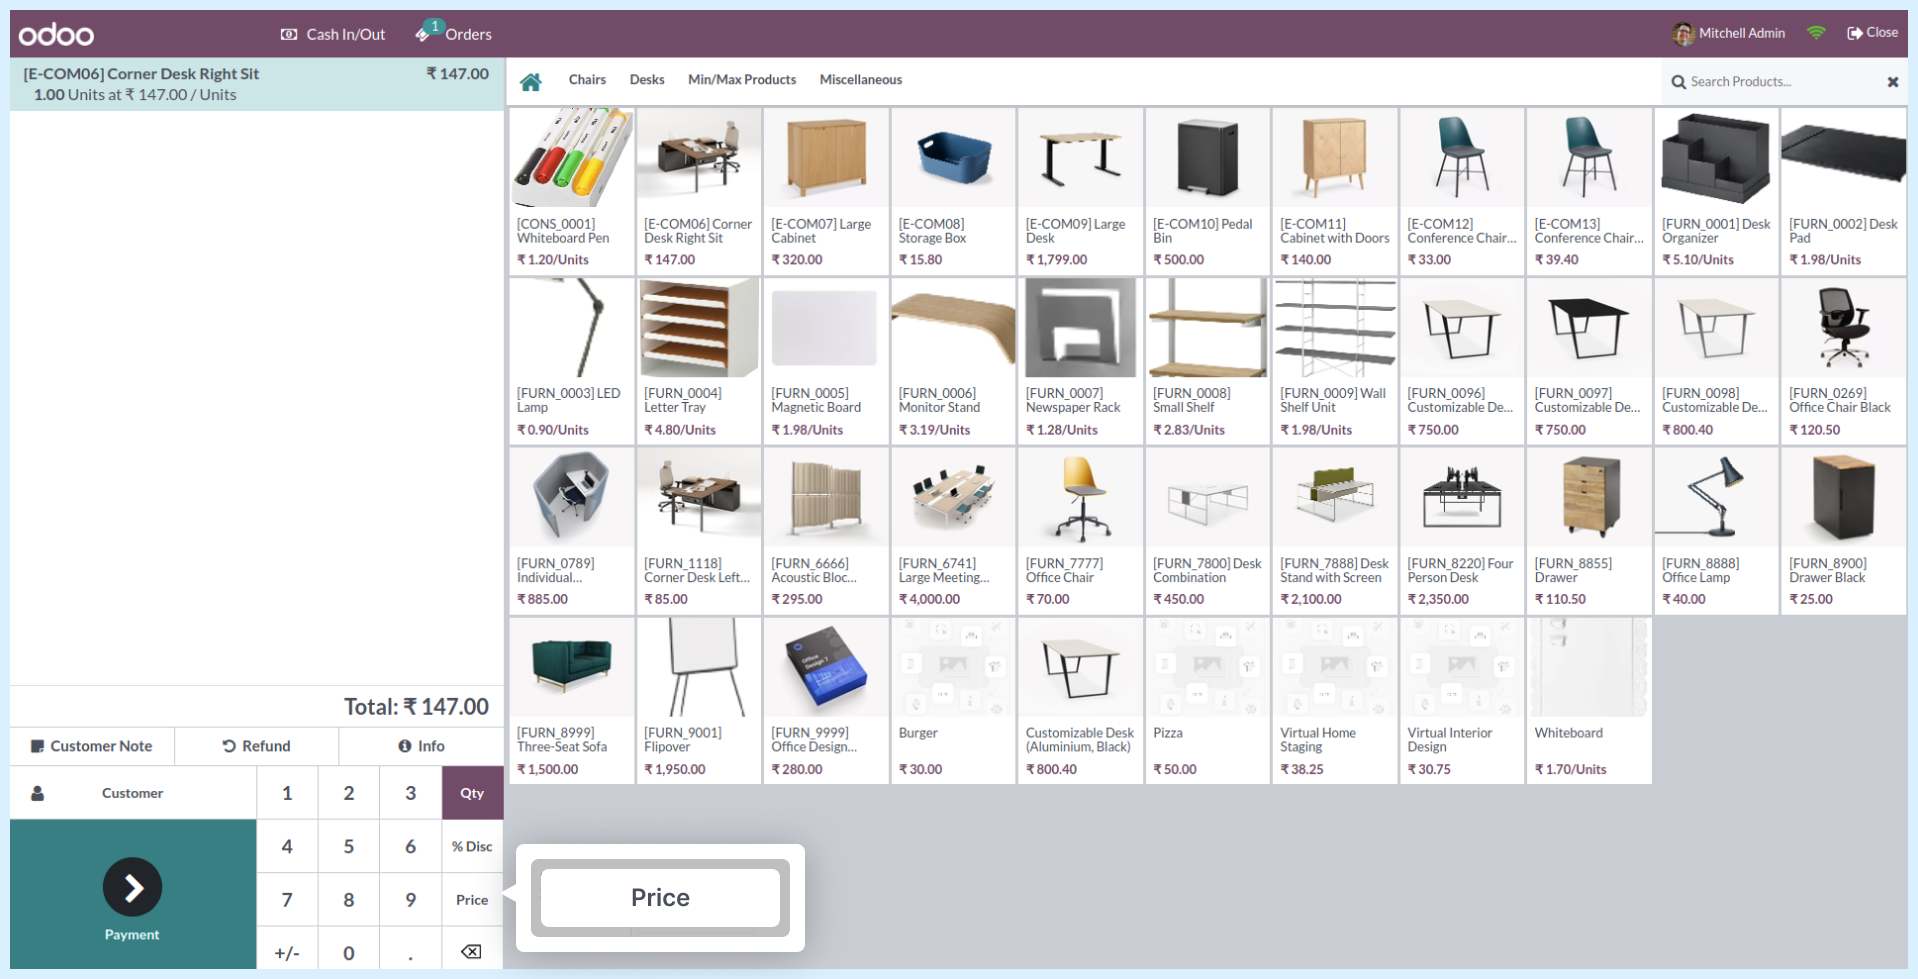 odoo
Cash In/Out
1
Orders
Mitchell Admin
Close
[E-COM06] Corner Desk Right Sit
₹ 147.00
1.00 Units at ₹ 147.00 / Units
Chairs
Desks
Min/Max Products
Miscellaneous
Search Products...
[CONS_0001]
Whiteboard Pen
₹ 1.20/Units
[E-COM06] Corner
Desk Right Sit
₹ 147.00
[E-COM07] Large
Cabinet
₹ 320.00
[E-COM08]
Storage Box
₹ 15.80
[E-COM09] Large
Desk
₹ 1,799.00
[E-COM10] Pedal
Bin
₹ 500.00
[E-COM11]
Cabinet with Doors
₹ 140.00
[E-COM12]
Conference Chair...
₹ 33.00
[E-COM13]
Conference Chair...
₹ 39.40
[FURN_0001] Desk
Organizer
₹ 5.10/Units
[FURN_0002] Desk
Pad
₹ 1.98/Units
[FURN_0003] LED
Lamp
₹ 0.90/Units
[FURN_0004]
Letter Tray
₹ 4.80/Units
[FURN_0005]
Magnetic Board
₹ 1.98/Units
[FURN_0006]
Monitor Stand
₹ 3.19/Units
[FURN_0007]
Newspaper Rack
₹ 1.28/Units
[FURN_0008]
Small Shelf
₹ 2.83/Units
[FURN_0009] Wall
Shelf Unit
₹ 1.98/Units
[FURN_0096]
Customizable De...
₹ 750.00
[FURN_0097]
Customizable De...
₹ 750.00
[FURN_0098]
Customizable De...
₹ 800.40
[FURN_0269]
Office Chair Black
₹ 120.50
[FURN_0789]
Individual...
₹ 885.00
[FURN_1118]
Corner Desk Left...
₹ 85.00
[FURN_6666]
Acoustic Bloc...
₹ 295.00
[FURN_6741]
Large Meeting...
₹ 4,000.00
[FURN_7777]
Office Chair
₹ 70.00
[FURN_7800] Desk
Combination
₹ 450.00
[FURN_7888] Desk
Stand with Screen
₹ 2,100.00
[FURN_8220] Four
Person Desk
₹ 2,350.00
[FURN_8855]
Drawer
₹ 110.50
[FURN_8888]
Office Lamp
₹ 40.00
[FURN_8900]
Drawer Black
₹ 25.00
Office
Design 7
[FURN_8999]
Three-Seat Sofa
₹ 1,500.00
[FURN_9001]
Flipover
₹ 1,950.00
[FURN_9999]
Office Design...
₹ 280.00
Burger
₹ 30.00
Customizable Desk
(Aluminium, Black)
₹ 800.40
Pizza
₹ 50.00
Virtual Home
Staging
₹ 38.25
Virtual Interior
Design
₹ 30.75
Whiteboard
₹ 1.70/Units
Total: ₹ 147.00
Customer Note
Refund
Info
Customer
1
2
3
Qty
4
5
6
% Disc
7
8
9
Price
+/-
0
.
Payment
Price